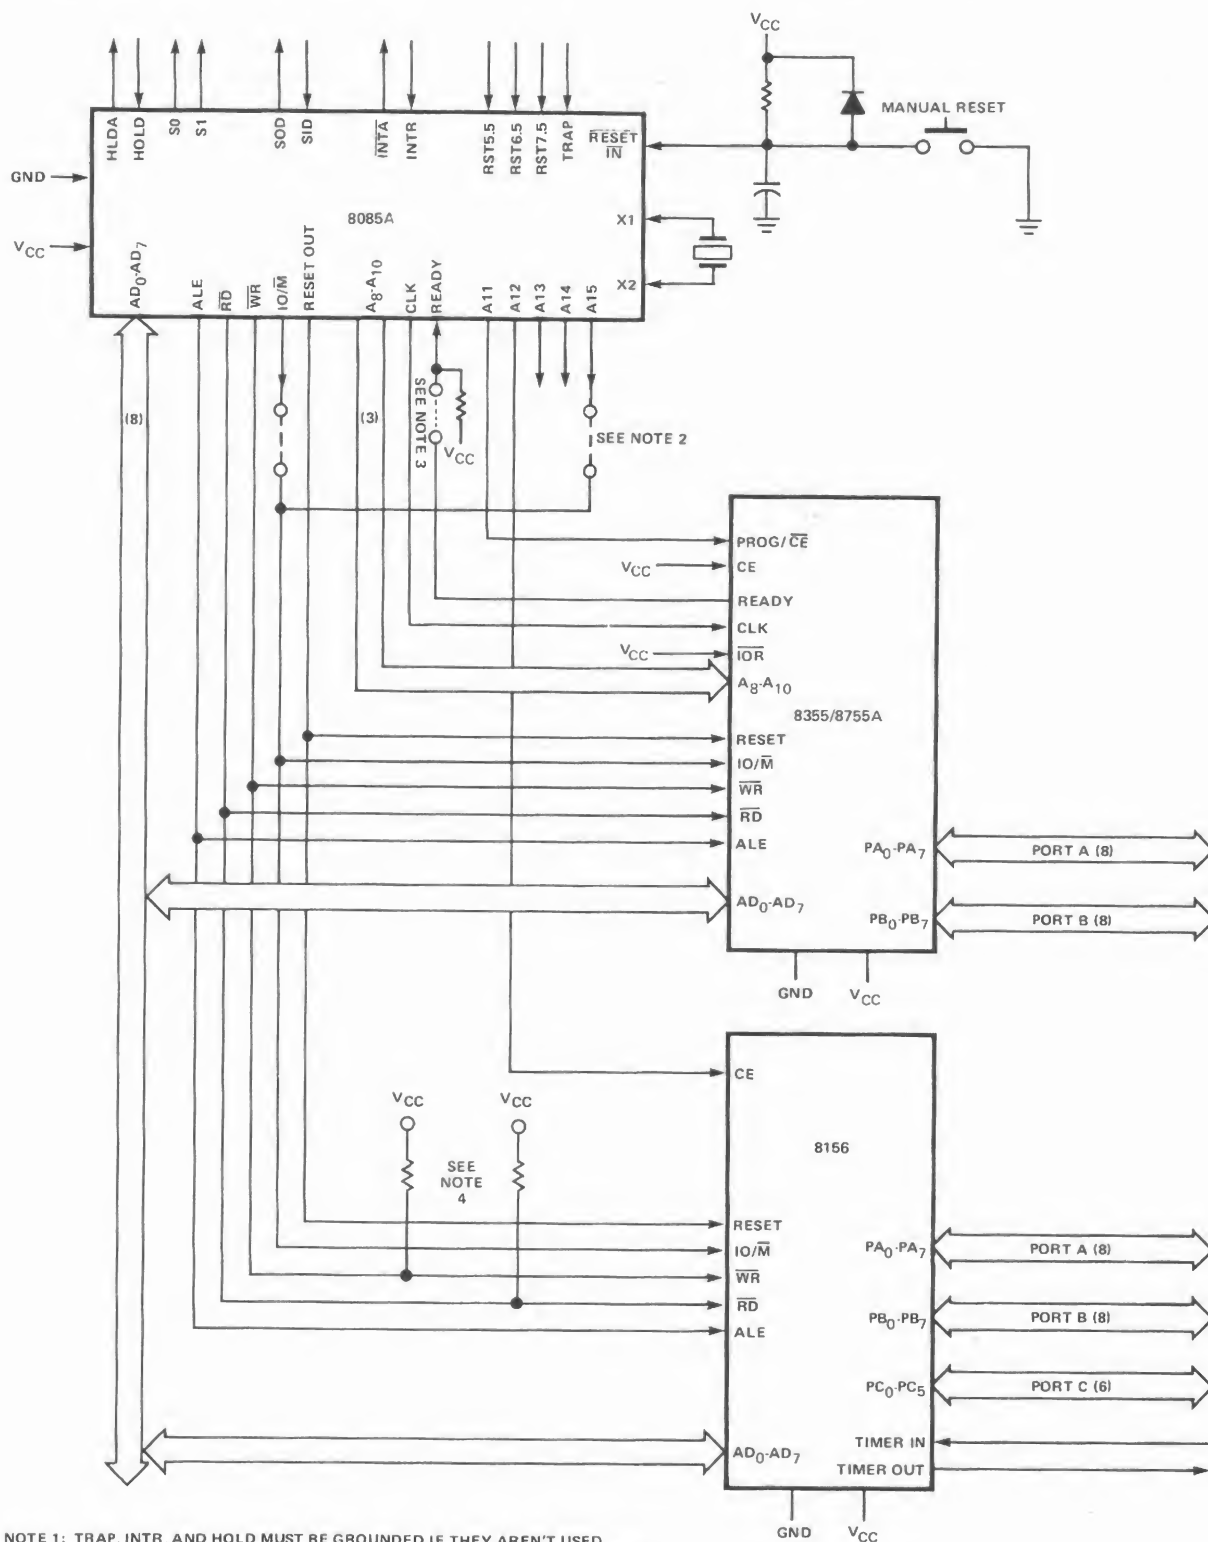 VCC
HLDA
HOLD
S0
S1
SOD
SID
INTA
INTR
RST5.5
RST6.5
RST7.5
TRAP
RESET
IN
MANUAL RESET
GND
8085A
X1
VCC
X2
AD0-AD7
ALE
RD
WR
IO/M
RESET OUT
A8-A10
CLK
READY
A11
A12
A13
A14
A15
(8)
(3)
SEE NOTE 3
VCC
SEE NOTE 2
PROG/CE
VCC
CE
READY
CLK
VCC
IOR
A8-A10
8355/8755A
RESET
IO/M
WR
RD
ALE
PA0-PA7
PORT A (8)
AD0-AD7
PB0-PB7
PORT B (8)
GND
VCC
CE
VCC
VCC
8156
SEE
NOTE
4
RESET
IO/M
PA0-PA7
PORT A (8)
WR
RD
PB0-PB7
PORT B (8)
ALE
PC0-PC5
PORT C (6)
TIMER IN
AD0-AD7
TIMER OUT
GND
VCC
NOTE 1: TRAP, INTR, AND HOLD MUST BE GROUNDED IF THEY AREN'T USED